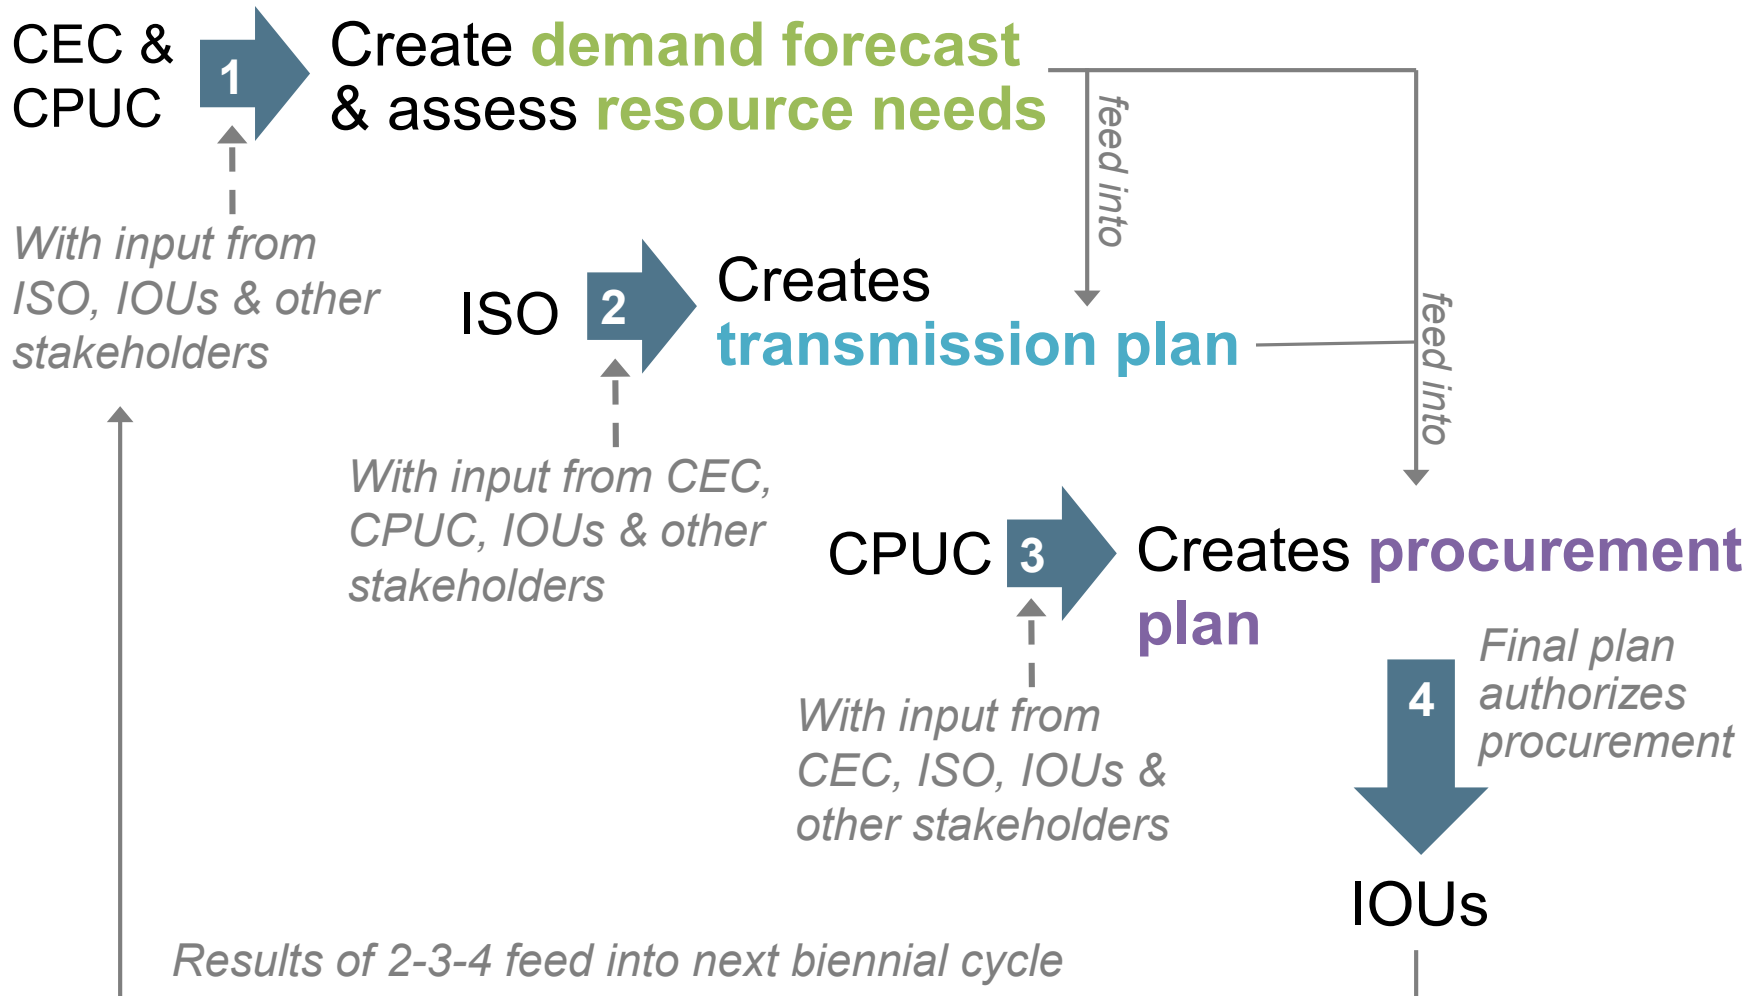 CEC &
CPUC
1
Create demand forecast
& assess resource needs
feed into
With input from
ISO, IOUs & other
stakeholders
ISO
2
Creates
transmission plan
feed into
With input from CEC,
CPUC, IOUs & other
stakeholders
CPUC
3
Creates procurement
plan
With input from
CEC, ISO, IOUs &
other stakeholders
4
Final plan
authorizes
procurement
IOUs
Results of 2-3-4 feed into next biennial cycle